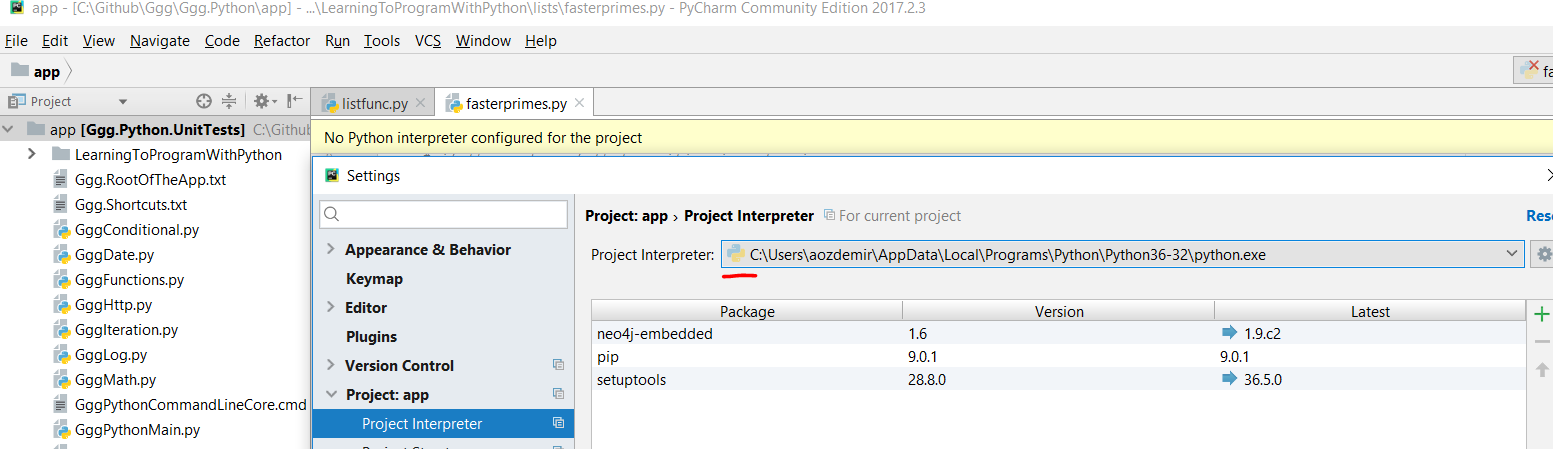 app - [C:\Github\Ggg\Ggg.Python\app] - ...\LearningToProgramWithPython\lists\fasterprimes.py - PyCharm Community Edition 2017.2.3
File Edit View Navigate Code Refactor Run Tools VCS Window Help
app
Project
listfunc.py
fasterprimes.py
app [Ggg.Python.UnitTests] C:\Github
No Python interpreter configured for the project
LearningToProgramWithPython
Ggg.RootOfTheApp.txt
Ggg.Shortcuts.txt
GggConditional.py
GggDate.py
GggFunctions.py
GggHttp.py
GggIteration.py
GggLog.py
GggMath.py
GggPythonCommandLineCore.cmd
GggPythonMain.py
Settings
Appearance & Behavior
Keymap
Editor
Plugins
Version Control
Project: app
Project Interpreter
Project: app › Project Interpreter For current project
Project Interpreter: C:\Users\aozdemir\AppData\Local\Programs\Python\Python36-32\python.exe
Package Version Latest
neo4j-embedded 1.6 1.9.c2
pip 9.0.1 9.0.1
setuptools 28.8.0 36.5.0